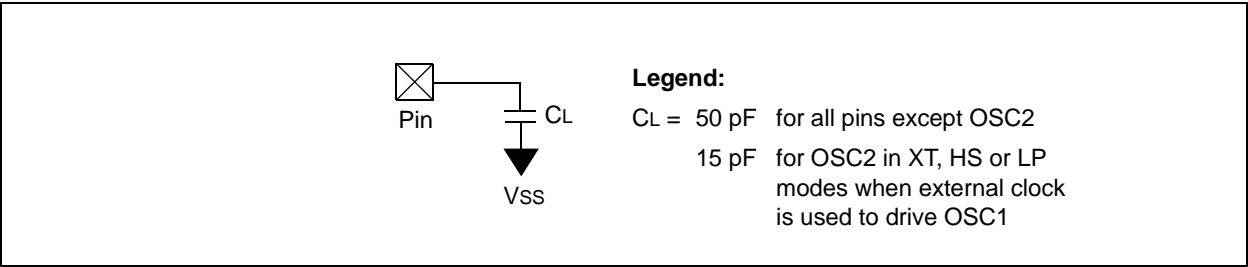 Pin
CL
VSS
Legend:
CL = 50 pF for all pins except OSC2
15 pF for OSC2 in XT, HS or LP
modes when external clock
is used to drive OSC1